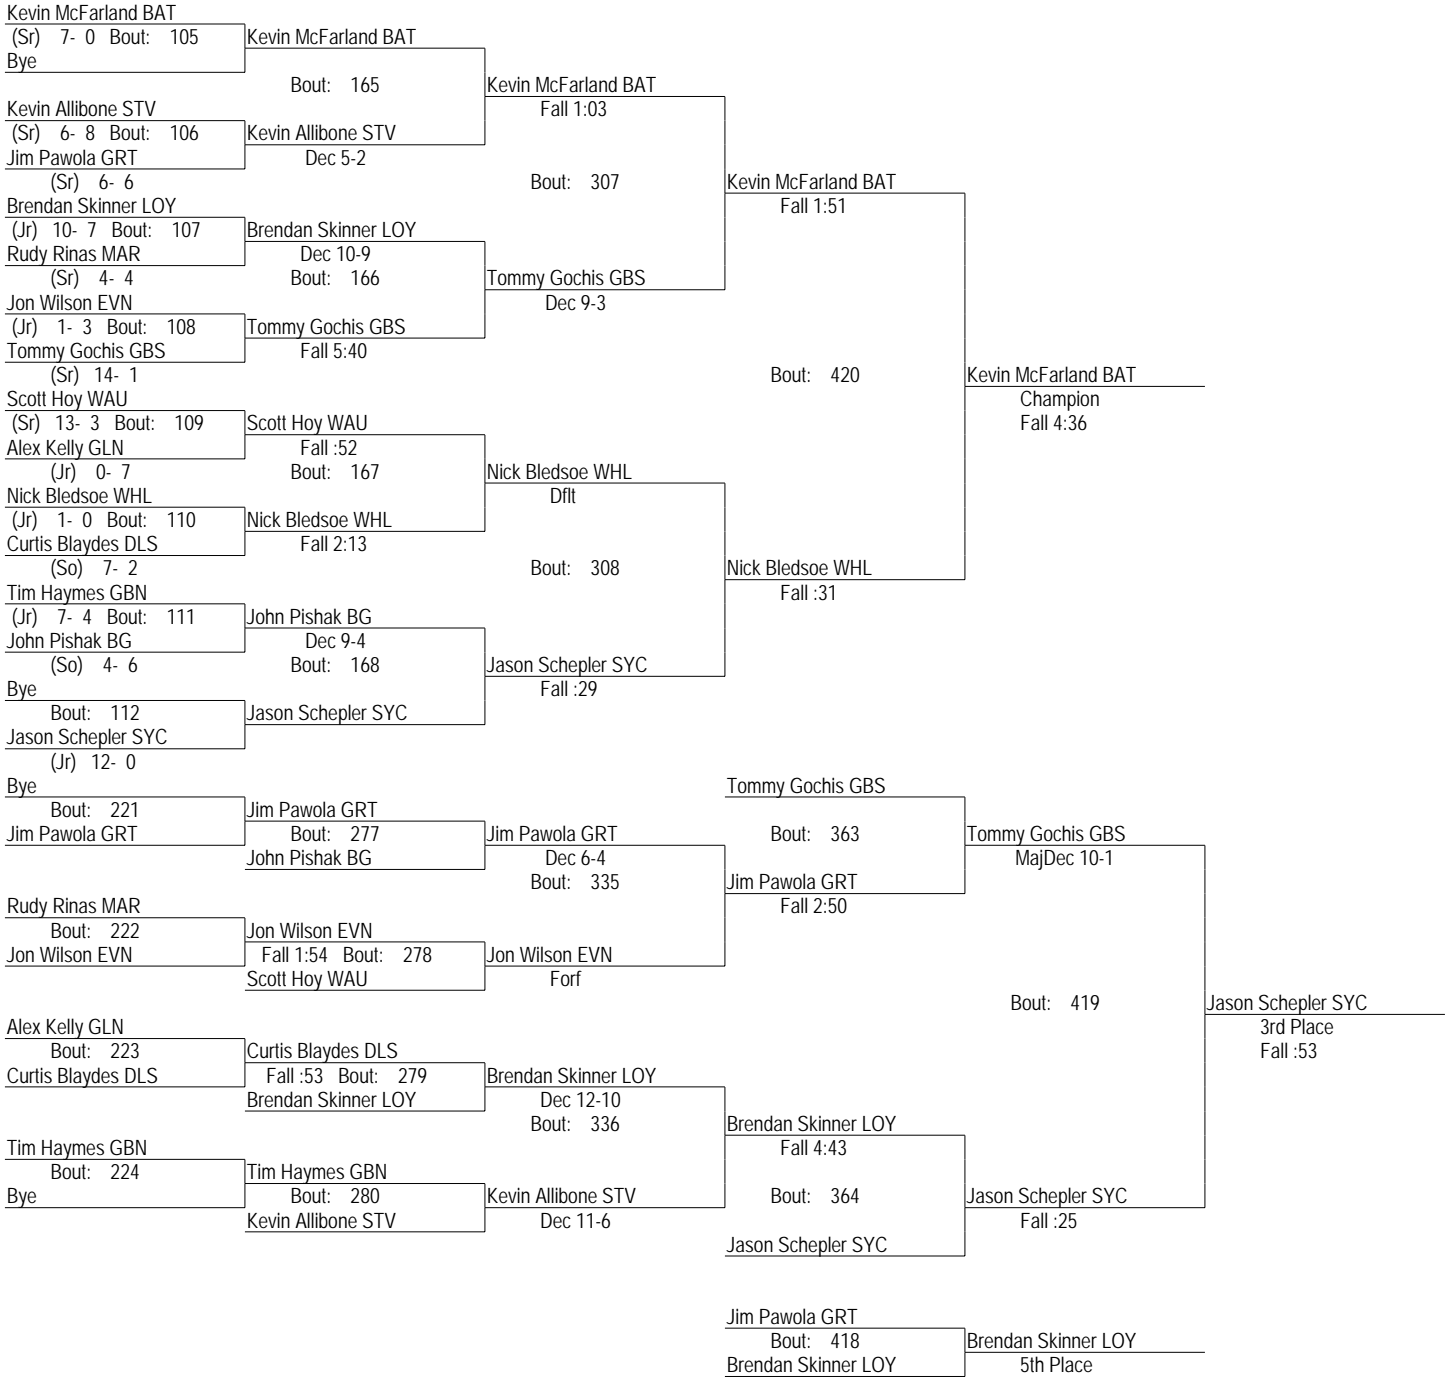 Kevin McFarland BAT
(Sr) 7- 0 Bout: 105 Kevin McFarland BAT
Bye
Bout: 165 Kevin McFarland BAT
Kevin Allibone STV Fall 1:03
(Sr) 6- 8 Bout: 106 Kevin Allibone STV
Jim Pawola GRT Dec 5-2
(Sr) 6- 6 Bout: 307 Kevin McFarland BAT
Brendan Skinner LOY Fall 1:51
(Jr) 10- 7 Bout: 107 Brendan Skinner LOY
Rudy Rinas MAR Dec 10-9
(Sr) 4- 4 Bout: 166 Tommy Gochis GBS
Jon Wilson EVN Dec 9-3
(Jr) 1- 3 Bout: 108 Tommy Gochis GBS
Tommy Gochis GBS Fall 5:40
(Sr) 14- 1 Bout: 420 Kevin McFarland BAT
Scott Hoy WAU Champion
(Sr) 13- 3 Bout: 109 Scott Hoy WAU Fall 4:36
Alex Kelly GLN Fall :52
(Jr) 0- 7 Bout: 167 Nick Bledsoe WHL
Nick Bledsoe WHL Dflt
(Jr) 1- 0 Bout: 110 Nick Bledsoe WHL
Curtis Blaydes DLS Fall 2:13
(So) 7- 2 Bout: 308 Nick Bledsoe WHL
Tim Haymes GBN Fall :31
(Jr) 7- 4 Bout: 111 John Pishak BG
John Pishak BG Dec 9-4
(So) 4- 6 Bout: 168 Jason Schepler SYC
Bye Fall :29
Bout: 112 Jason Schepler SYC
Jason Schepler SYC
(Jr) 12- 0
Bye Tommy Gochis GBS
Bout: 221 Jim Pawola GRT
Jim Pawola GRT Bout: 277 Jim Pawola GRT Bout: 363 Tommy Gochis GBS
John Pishak BG Dec 6-4 MajDec 10-1
Bout: 335 Jim Pawola GRT
Rudy Rinas MAR Fall 2:50
Bout: 222 Jon Wilson EVN
Jon Wilson EVN Fall 1:54 Bout: 278 Jon Wilson EVN
Scott Hoy WAU Forf
Bout: 419 Jason Schepler SYC
Alex Kelly GLN 3rd Place
Bout: 223 Curtis Blaydes DLS Fall :53
Curtis Blaydes DLS Fall :53 Bout: 279 Brendan Skinner LOY
Brendan Skinner LOY Dec 12-10
Bout: 336 Brendan Skinner LOY
Tim Haymes GBN Fall 4:43
Bout: 224 Tim Haymes GBN
Bye Bout: 280 Kevin Allibone STV Bout: 364 Jason Schepler SYC
Kevin Allibone STV Dec 11-6 Fall :25
Jason Schepler SYC
Jim Pawola GRT
Bout: 418 Brendan Skinner LOY
Brendan Skinner LOY 5th Place